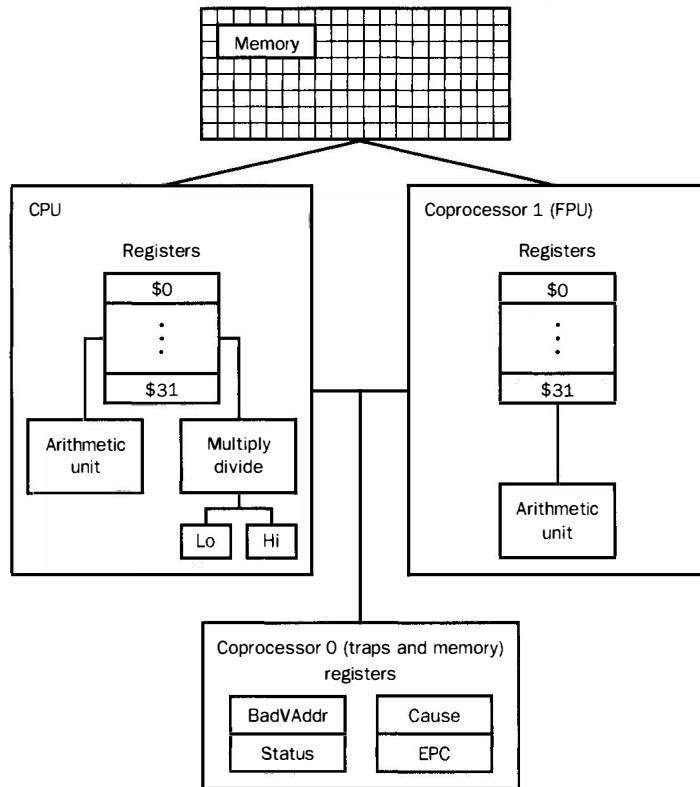 Memory
CPU
Registers
$0
$31
Arithmetic
unit
Multiply
divide
Lo
Hi
Coprocessor 1 (FPU)
Registers
$0
$31
Arithmetic
unit
Coprocessor 0 (traps and memory)
registers
BadVAddr
Cause
Status
EPC